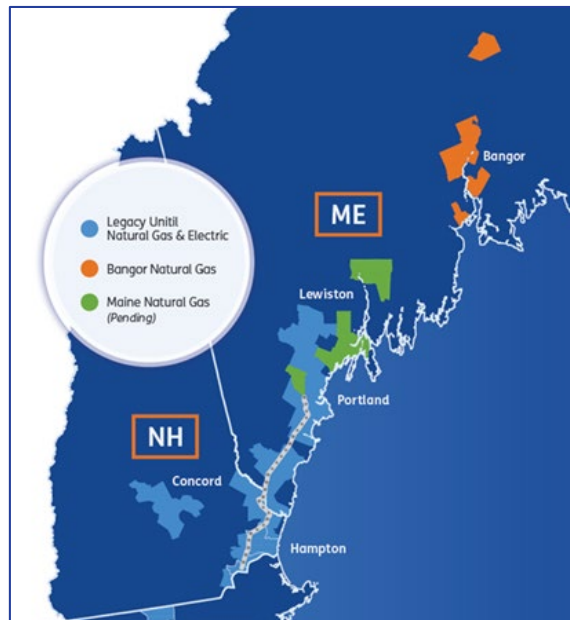 Bangor
ME
Legacy Unitil
Natural Gas & Electric
Bangor Natural Gas
Maine Natural Gas
(Pending)
Lewiston
Portland
NH
Concord
Hampton